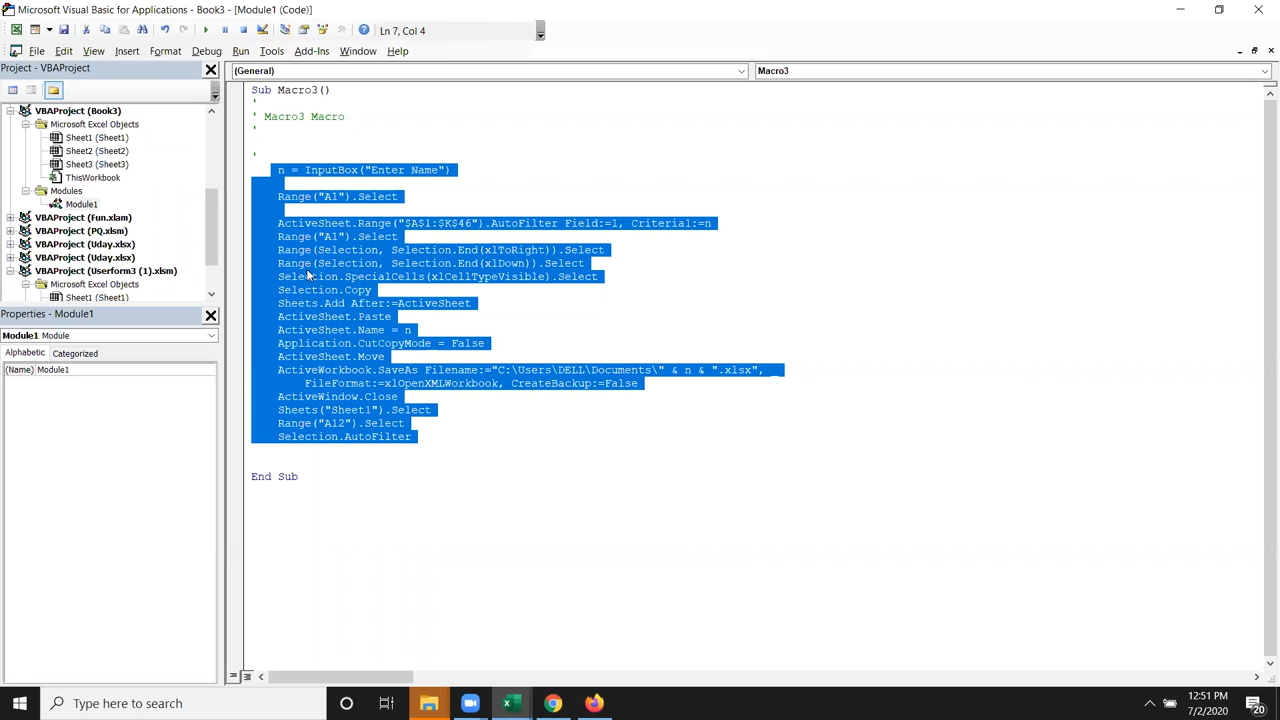 Microsoft Visual Basic for Applications - Book3 - [Module1 (Code)]
Ln 7, Col 4
File Edit View Insert Format Debug Run Tools Add-Ins Window Help
Project - VBAProject
(General)
Macro3
VBAProject (Book3)
Microsoft Excel Objects
Sheet1 (Sheet1)
Sheet2 (Sheet2)
Sheet3 (Sheet3)
ThisWorkbook
Modules
Module1
VBAProject (Fun.xlam)
VBAProject (PQ.xlsm)
VBAProject (Uday.xlsx)
VBAProject (Uday.xlsx)
VBAProject (Userform3 (1).xlsm)
Microsoft Excel Objects
Sheet1 (Sheet1)
Properties - Module1
Module1 Module
Alphabetic Categorized
(Name) Module1
Sub Macro3()
'
' Macro3 Macro
'
'
n = InputBox("Enter Name")
Range("A1").Select
ActiveSheet.Range("$A$1:$K$46").AutoFilter Field:=1, Criteria1:=n
Range("A1").Select
Range(Selection, Selection.End(xlToRight)).Select
Range(Selection, Selection.End(xlDown)).Select
Selection.SpecialCells(xlCellTypeVisible).Select
Selection.Copy
Sheets.Add After:=ActiveSheet
ActiveSheet.Paste
ActiveSheet.Name = n
Application.CutCopyMode = False
ActiveSheet.Move
ActiveWorkbook.SaveAs Filename:="C:\Users\DELL\Documents\" & n & ".xlsx", _
FileFormat:=xlOpenXMLWorkbook, CreateBackup:=False
ActiveWindow.Close
Sheets("Sheet1").Select
Range("A12").Select
Selection.AutoFilter
End Sub
Type here to search
12:51 PM
7/2/2020
20